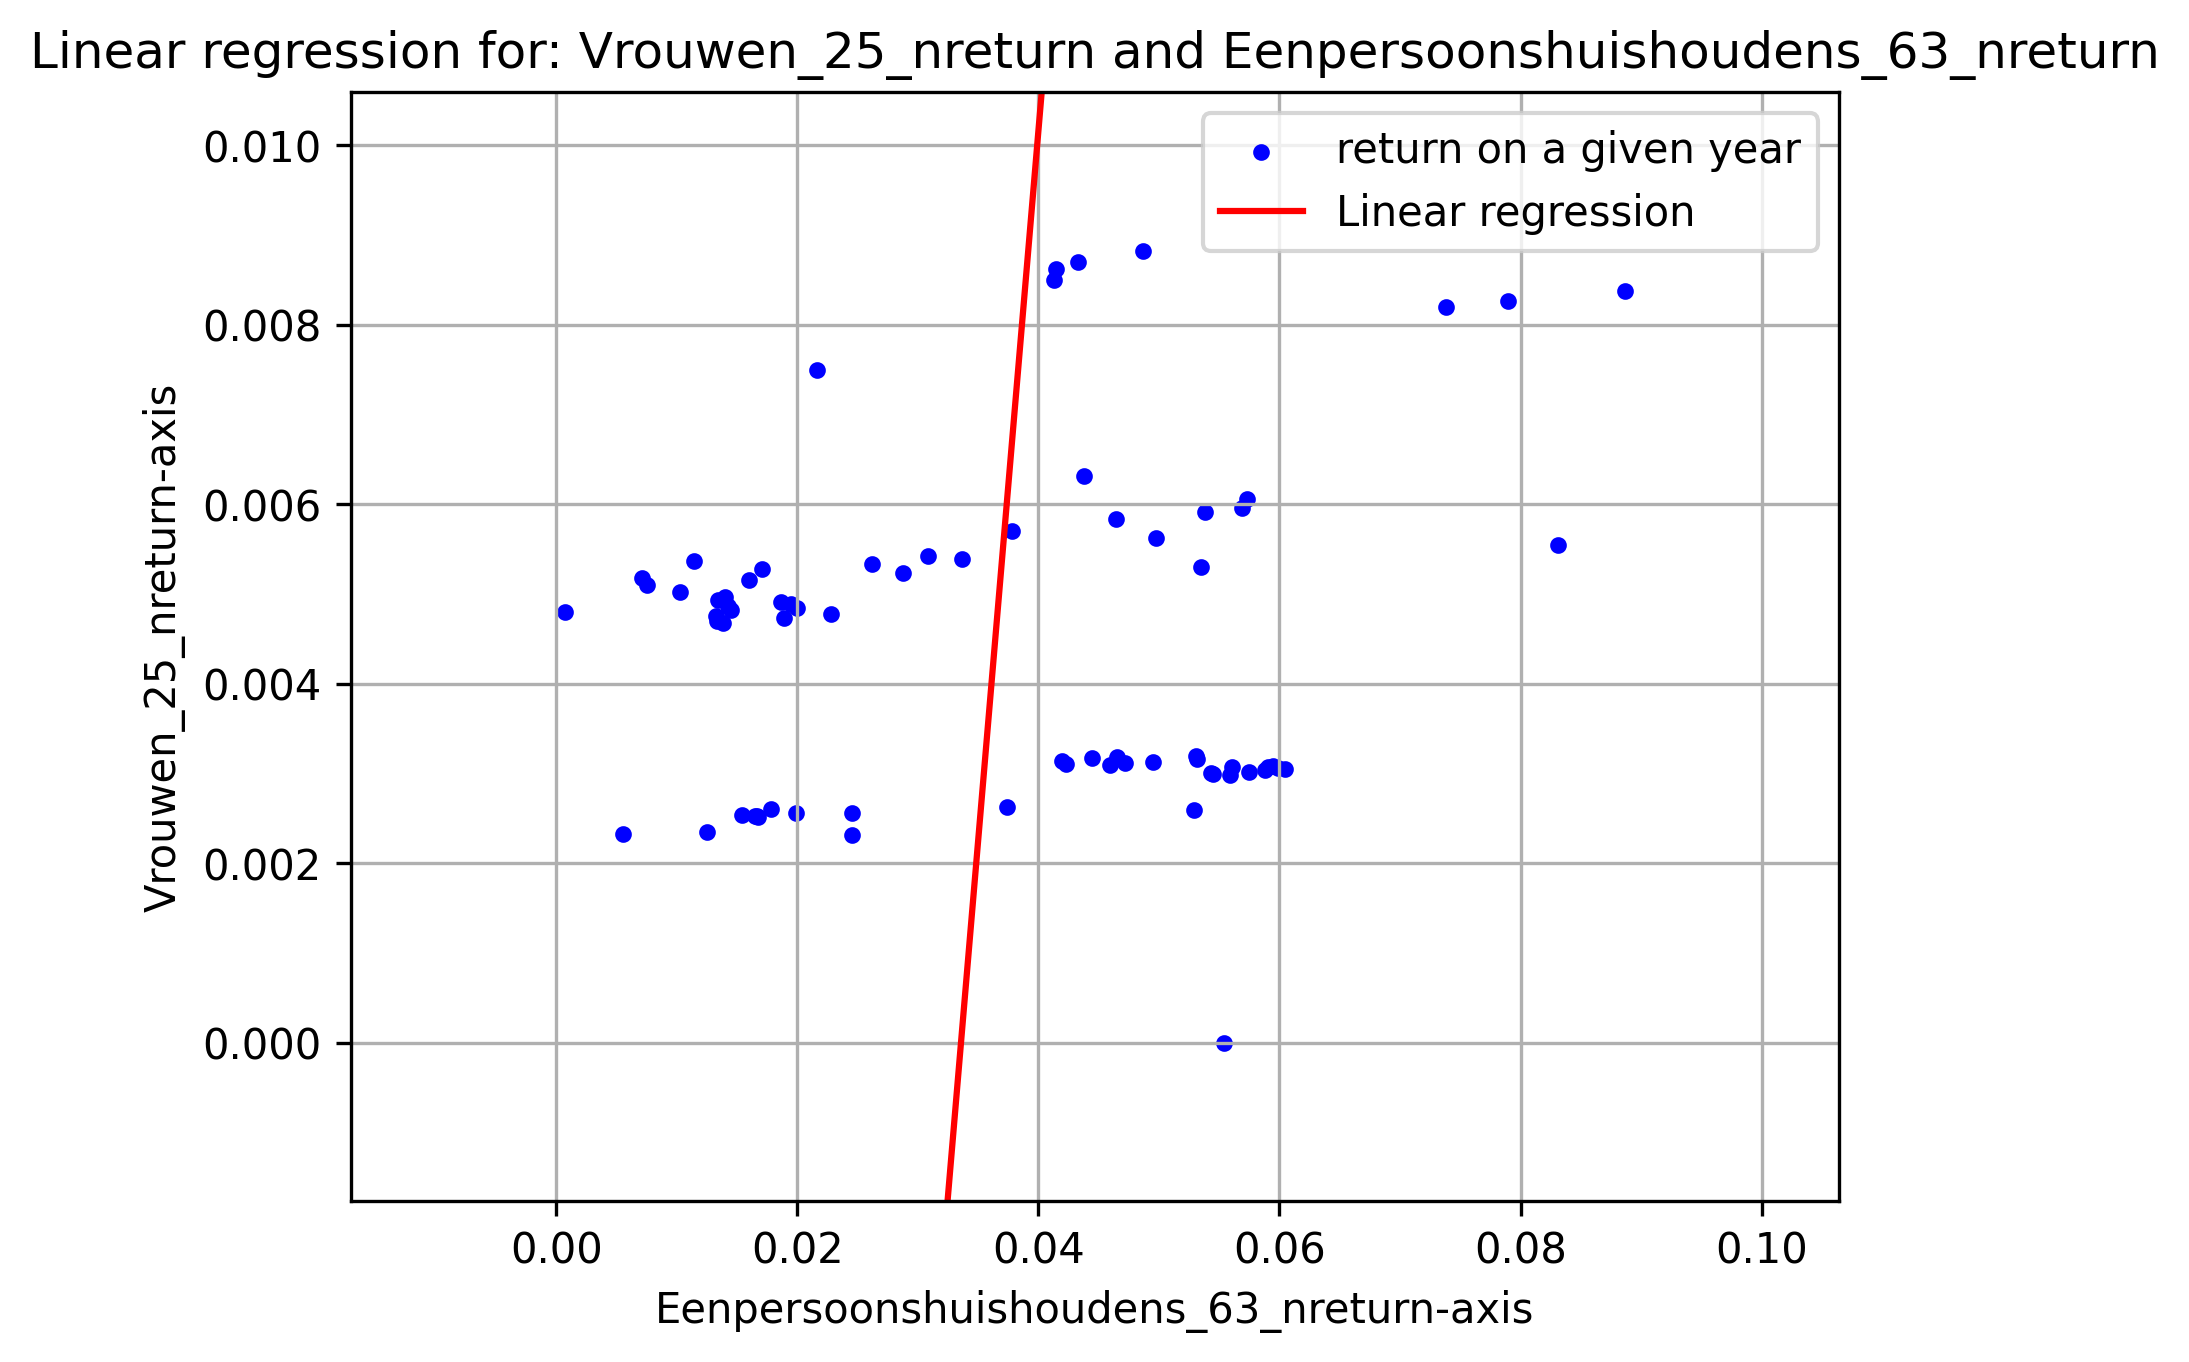 Linear regression for: Vrouwen_25_nreturn and Eenpersoonshuishoudens_63_nreturn
return on a given year
Linear regression
0.010
0.008
0.006
0.004
0.002
0.000
Vrouwen_25_nreturn-axis
0.00 0.02 0.04 0.06 0.08 0.10
Eenpersoonshuishoudens_63_nreturn-axis